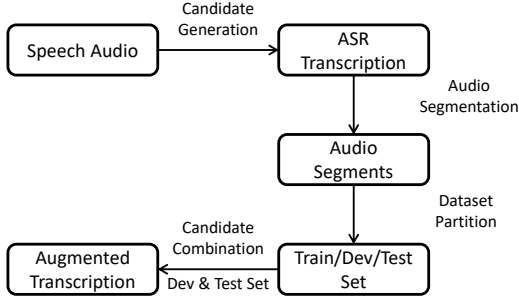 Candidate
Generation
Speech Audio
ASR
Transcription
Audio
Segmentation
Audio
Segments
Dataset
Partition
Train/Dev/Test
Set
Candidate
Combination
Dev & Test Set
Augmented
Transcription